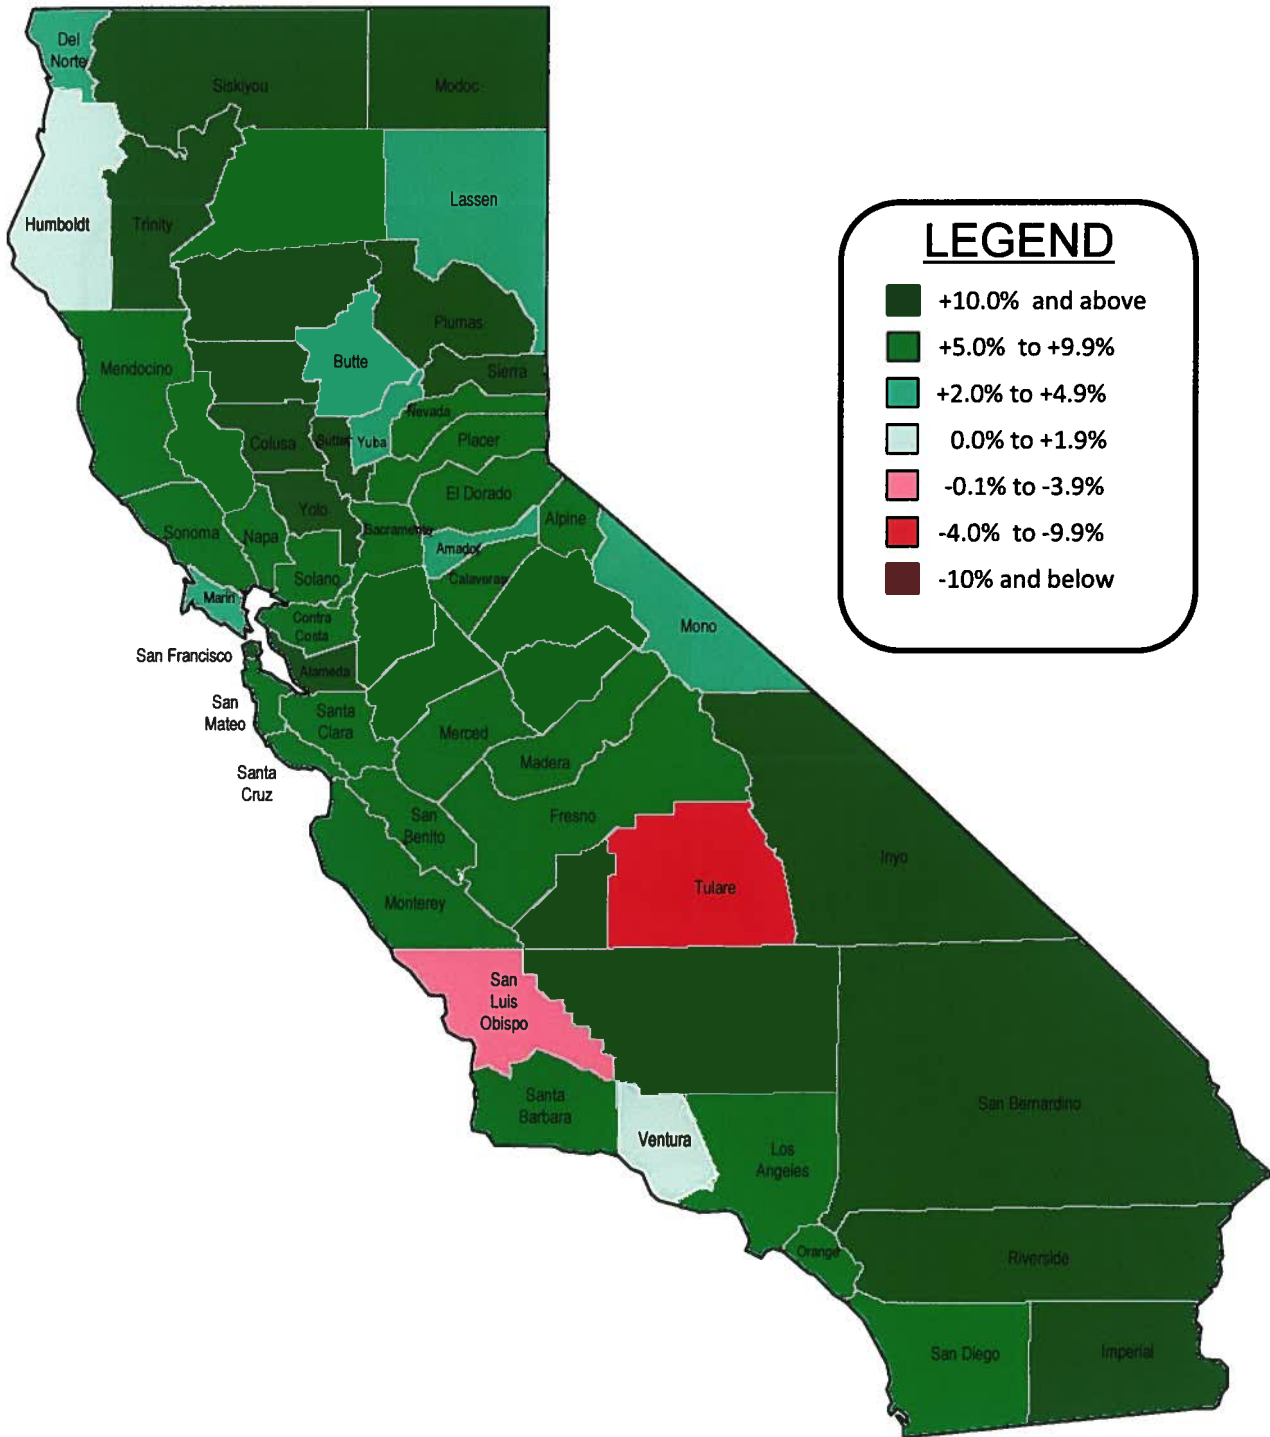 Del
Norte
Siskiyou
Modoc
Humboldt
Trinity
Lassen
Plumas
Butte
Sierra
Mendocino
Nevada
Colusa
Sutter
Yuba
Placer
El Dorado
Yolo
Sonoma
Napa
Sacramento
Alpine
Amador
Solano
Calaveras
Marin
Contra
Costa
Mono
San Francisco
Alameda
San
Mateo
Santa
Clara
Merced
Madera
Santa
Cruz
San
Benito
Fresno
Inyo
Tulare
Monterey
San
Luis
Obispo
Santa
Barbara
San Bernardino
Ventura
Los
Angeles
Orange
Riverside
San Diego
Imperial
LEGEND
+10.0% and above
+5.0% to +9.9%
+2.0% to +4.9%
0.0% to +1.9%
-0.1% to -3.9%
-4.0% to -9.9%
-10% and below